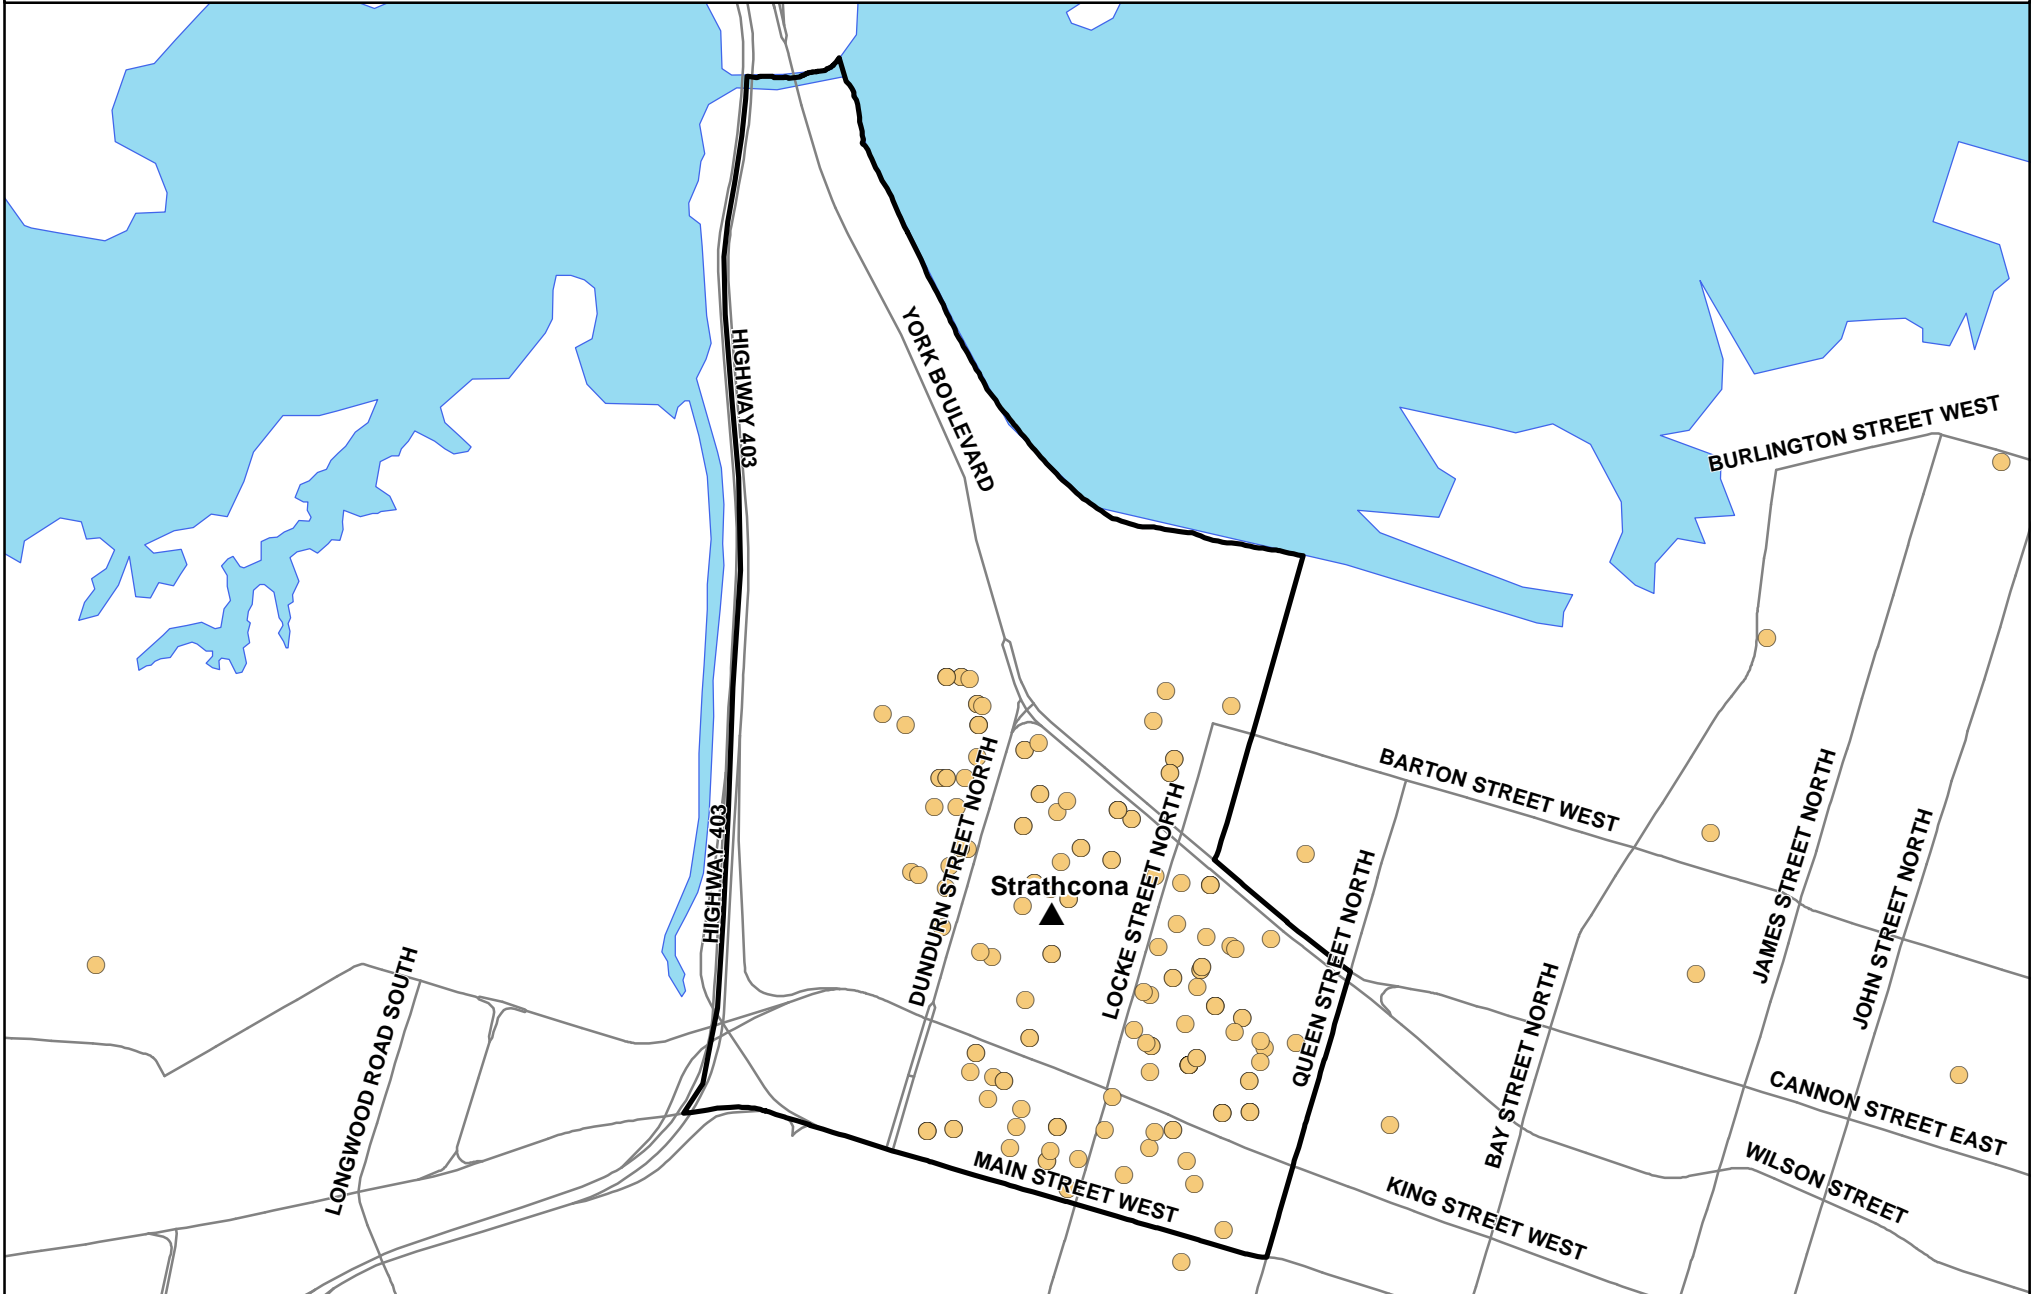 HIGHWAY 403
YORK BOULEVARD
BURLINGTON STREET WEST
BARTON STREET WEST
HIGHWAY 403
DUNDURN STREET NORTH
Strathcona
LOCKE STREET NORTH
QUEEN STREET NORTH
JAMES STREET NORTH
JOHN STREET NORTH
LONGWOOD ROAD SOUTH
BAY STREET NORTH
CANNON STREET EAST
WILSON STREET
MAIN STREET WEST
KING STREET WEST